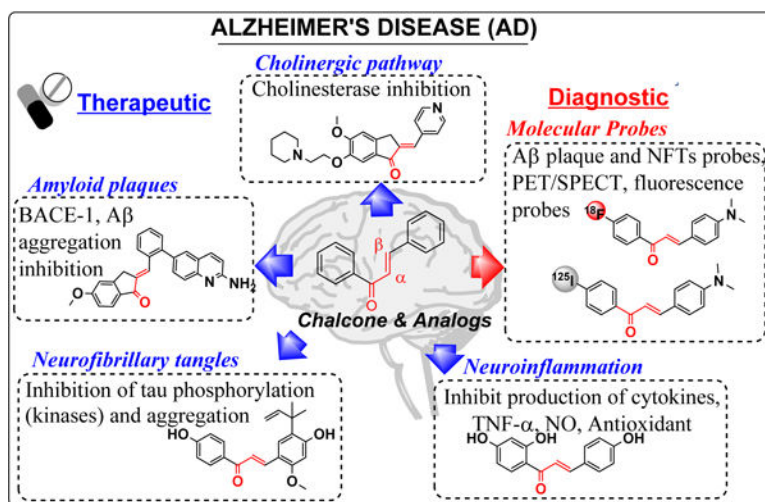 ALZHEIMER'S DISEASE (AD)
Cholinergic pathway
Therapeutic
Cholinesterase inhibition
N
O
N
O
O
Diagnostic
Molecular Probes
Aβ plaque and NFTs probes,
PET/SPECT, fluorescence
probes
18F
N
O
125I
N
O
Amyloid plaques
BACE-1, Aβ
aggregation
inhibition
N
NH2
O
O
β
α
O
Chalcone & Analogs
Neurofibrillary tangles
Inhibition of tau phosphorylation
(kinases) and aggregation
HO
OH
O
O
Neuroinflammation
Inhibit production of cytokines,
TNF-α, NO, Antioxidant
HO
OH
OH
O